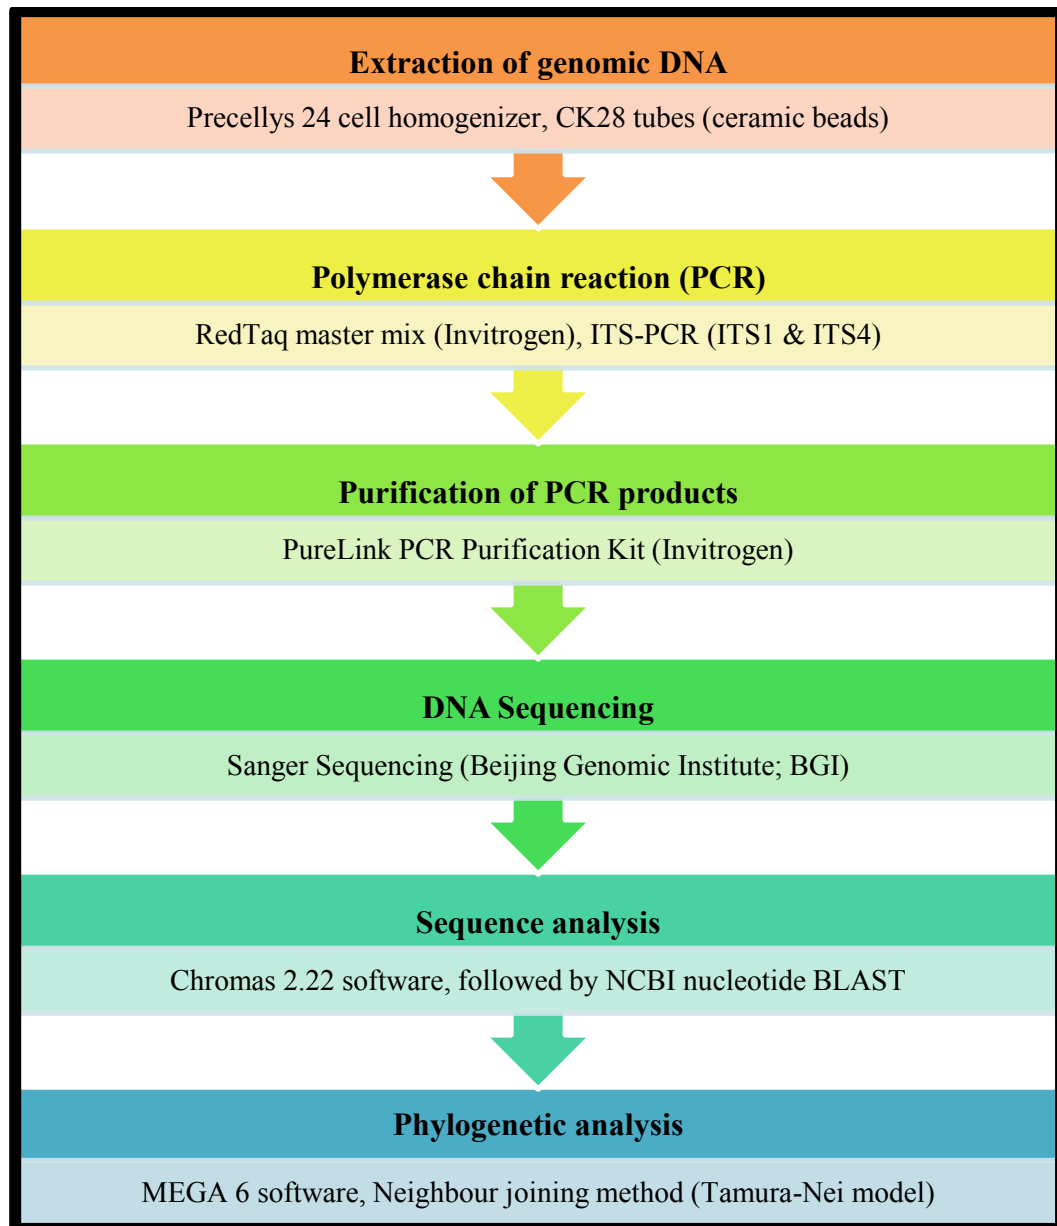 Extraction of genomic DNA
Precellys 24 cell homogenizer, CK28 tubes (ceramic beads)
Polymerase chain reaction (PCR)
RedTaq master mix (Invitrogen), ITS-PCR (ITS1 & ITS4)
Purification of PCR products
PureLink PCR Purification Kit (Invitrogen)
DNA Sequencing
Sanger Sequencing (Beijing Genomic Institute; BGI)
Sequence analysis
Chromas 2.22 software, followed by NCBI nucleotide BLAST
Phylogenetic analysis
MEGA 6 software, Neighbour joining method (Tamura-Nei model)